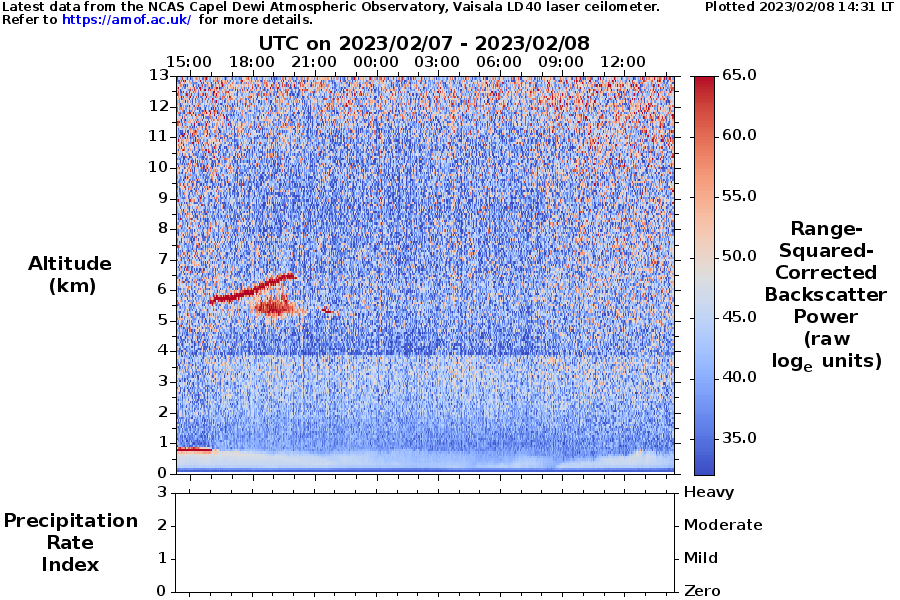 Latest data from the NCAS Capel Dewi Atmospheric Observatory, Vaisala LD40 laser ceilometer. Plotted 2023/02/08 14:31 LT
Refer to https://amof.ac.uk/ for more details.
UTC on 2023/02/07 - 2023/02/08
15:00 18:00 21:00 00:00 03:00 06:00 09:00 12:00
13
12
11
10
9
8
7
6
5
4
3
2
1
0
Altitude
(km)
65.0
60.0
55.0
50.0
45.0
40.0
35.0
Range-
Squared-
Corrected
Backscatter
Power
(raw
logₑ units)
3
2
1
0
Precipitation
Rate
Index
Heavy
Moderate
Mild
Zero